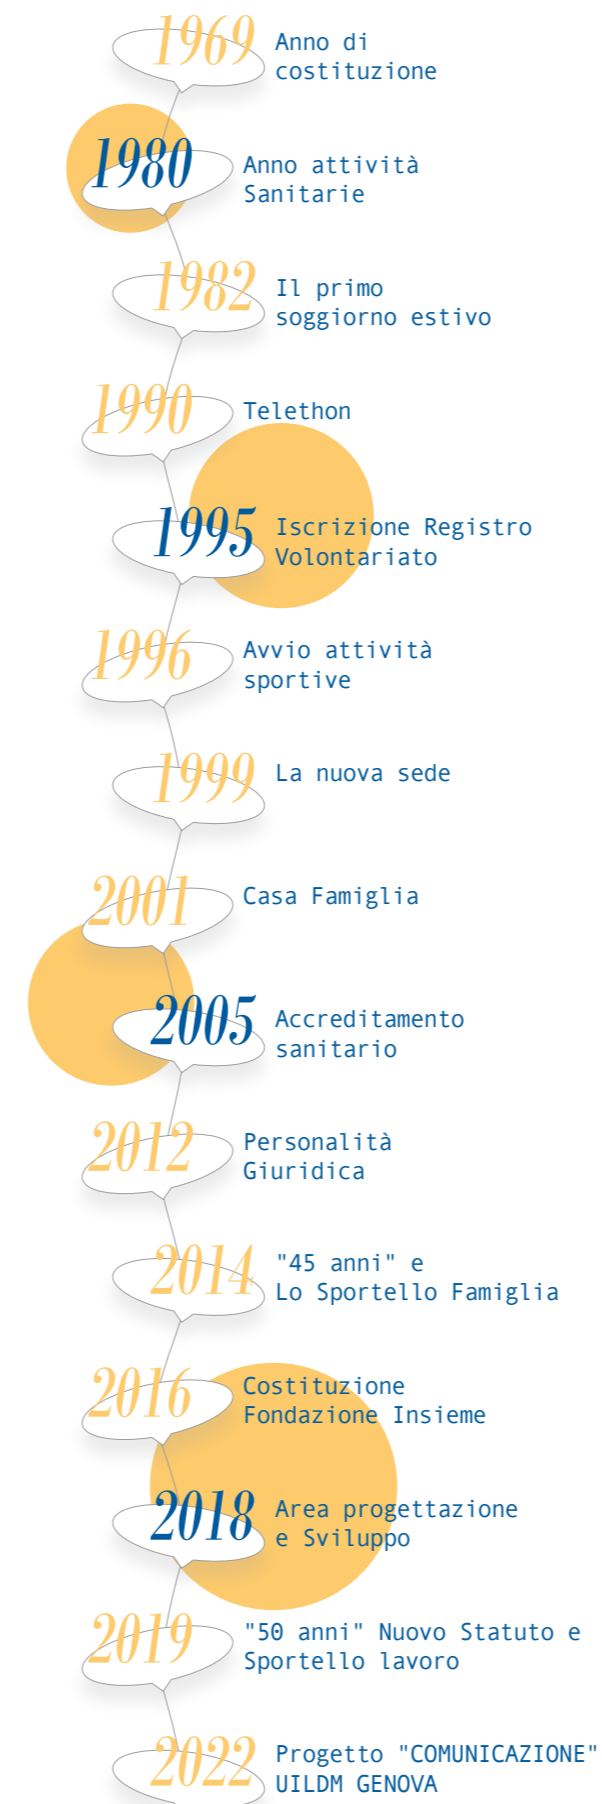 1969
Anno di
costituzione
1980
Anno attività
Sanitarie
1982
Il primo
soggiorno estivo
1990
Telethon
1995
Iscrizione Registro
Volontariato
1996
Avvio attività
sportive
1999
La nuova sede
2001
Casa Famiglia
2005
Accreditamento
sanitario
2012
Personalità
Giuridica
2014
"45 anni" e
Lo Sportello Famiglia
2016
Costituzione
Fondazione Insieme
2018
Area progettazione
e Sviluppo
2019
"50 anni" Nuovo Statuto e
Sportello lavoro
2022
Progetto "COMUNICAZIONE"
UILDM GENOVA